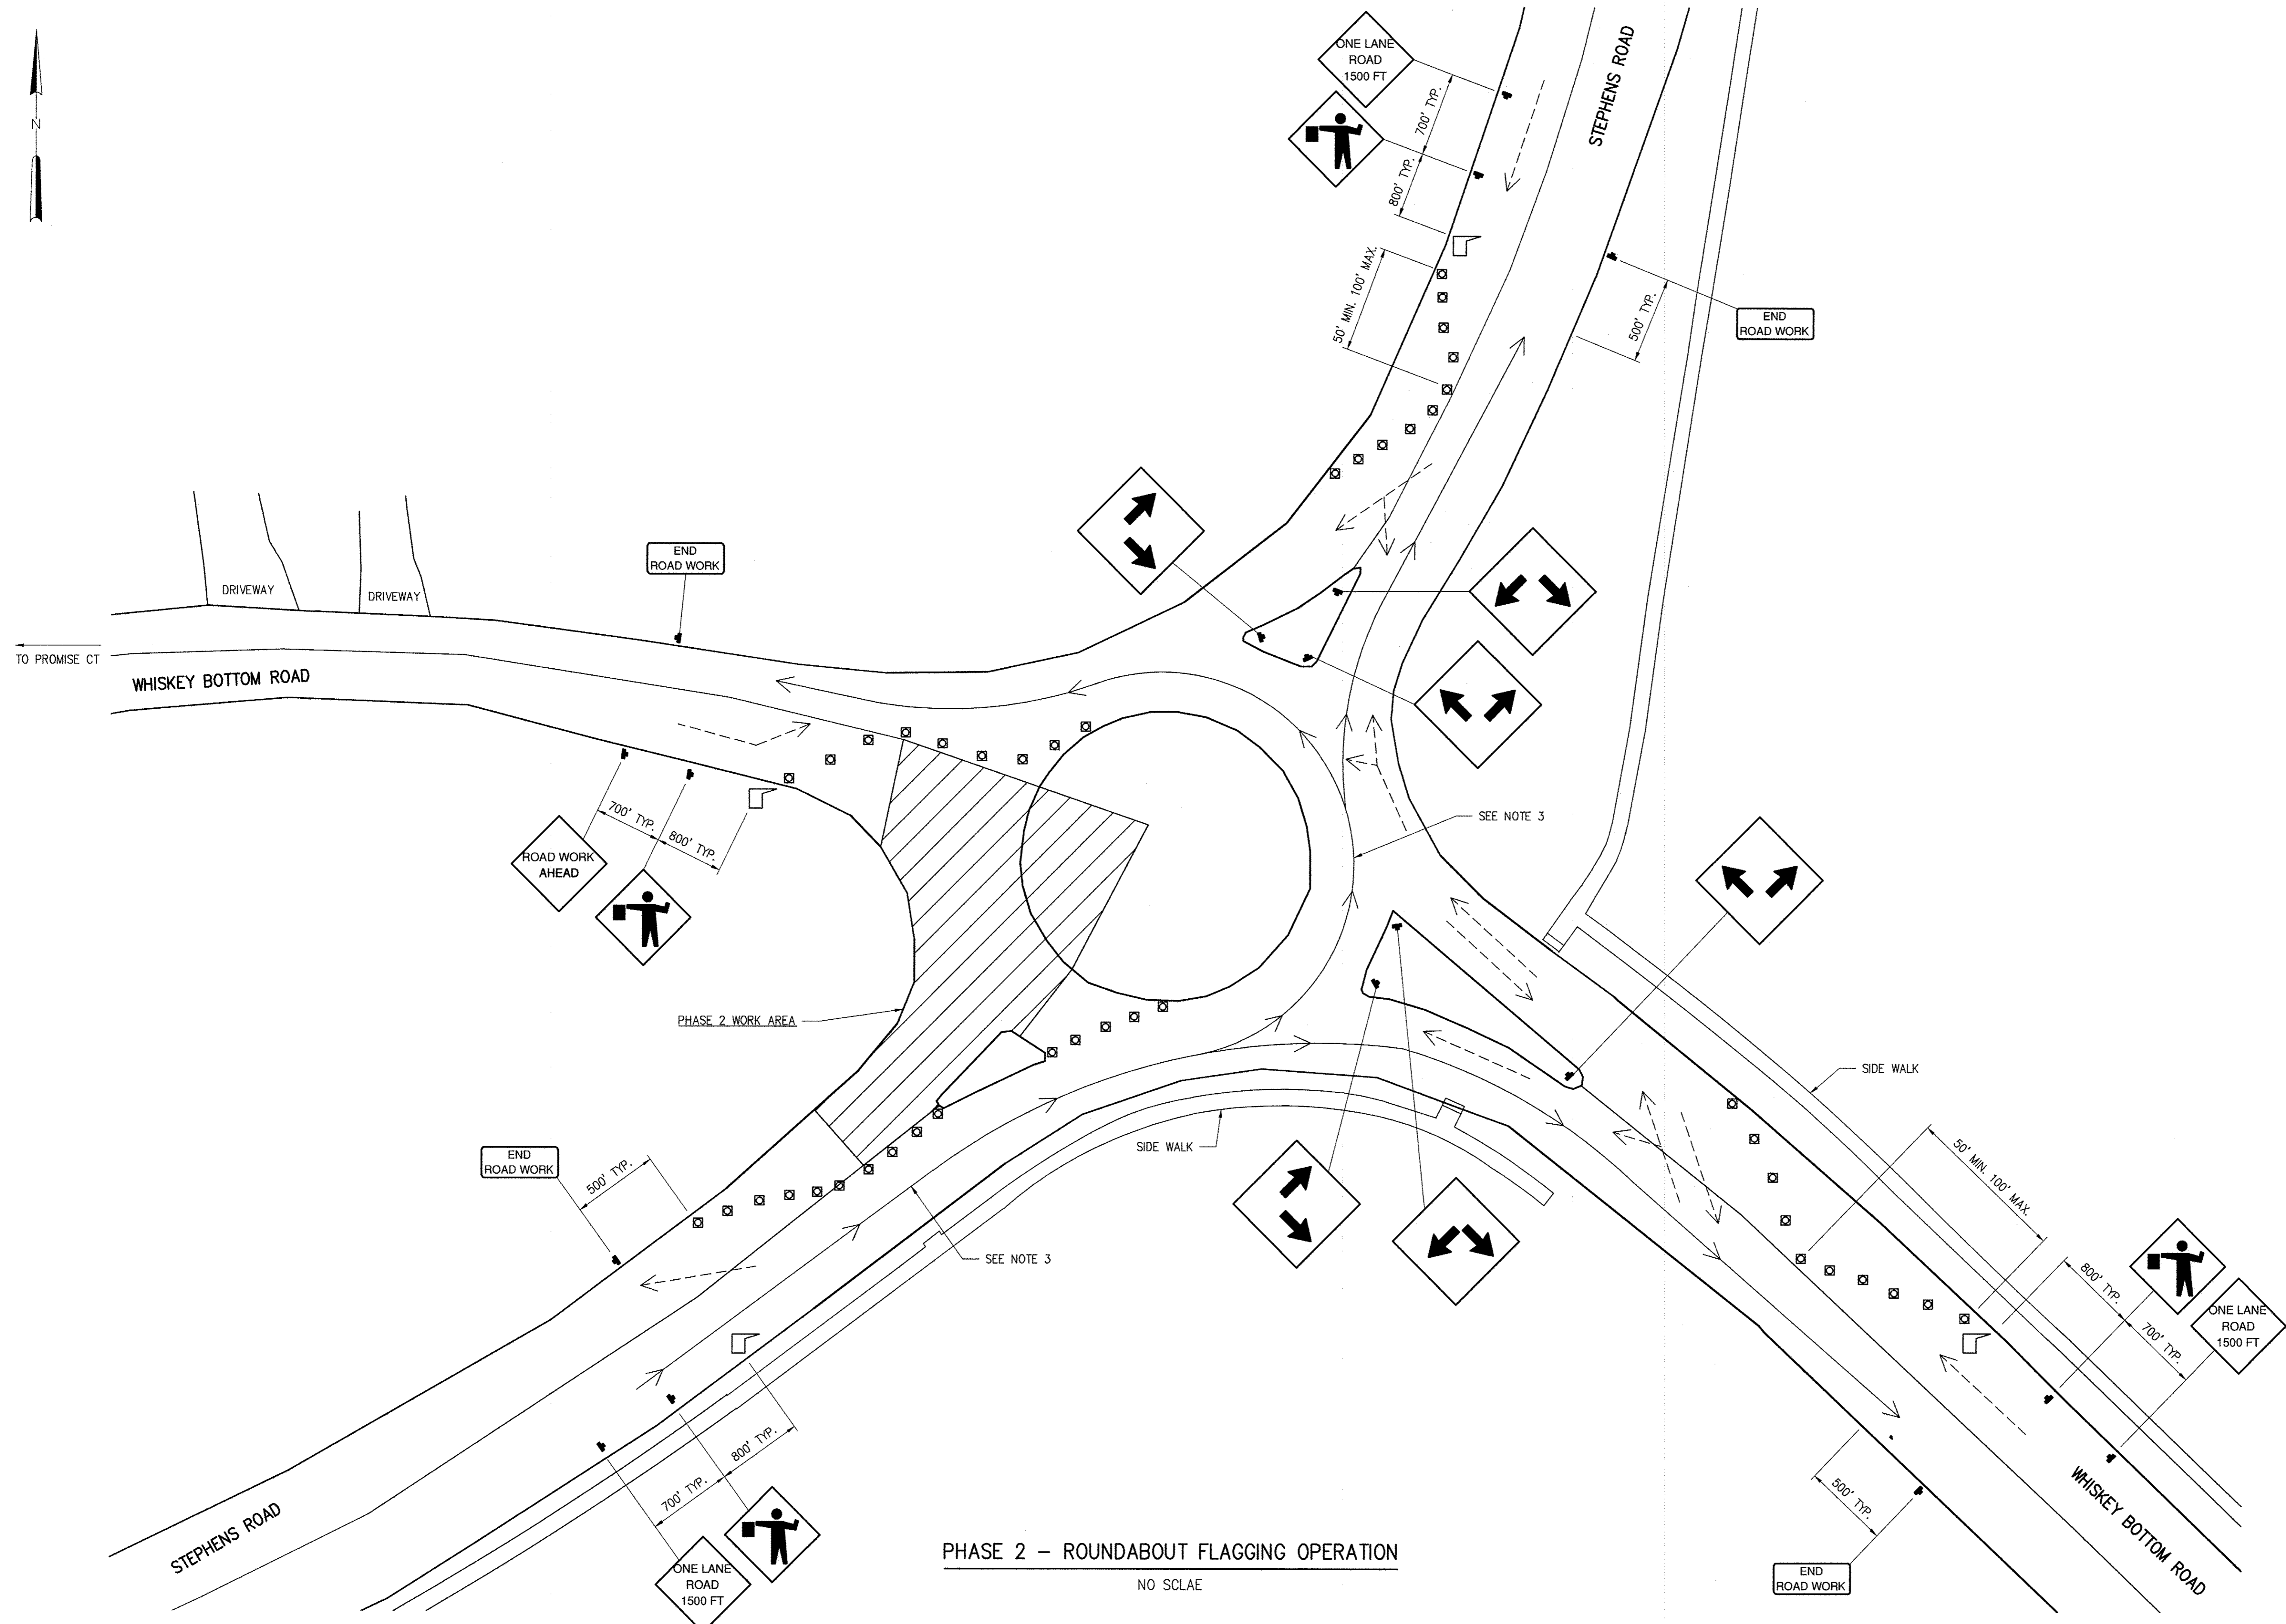 ONE LANE
ROAD
1500 FT
700' TYP.
800' TYP.
STEPHENS ROAD
N
50' MIN. 100' MAX.
500' TYP.
END
ROAD WORK
END
ROAD WORK
DRIVEWAY
DRIVEWAY
TO PROMISE CT
WHISKEY BOTTOM ROAD
SEE NOTE 3
700' TYP.
800' TYP.
ROAD WORK
AHEAD
PHASE 2 WORK AREA
SIDE WALK
SIDE WALK
END
ROAD WORK
500' TYP.
50' MIN. 100' MAX.
SEE NOTE 3
800' TYP.
700' TYP.
ONE LANE
ROAD
1500 FT
800' TYP.
700' TYP.
500' TYP.
WHISKEY BOTTOM ROAD
STEPHENS ROAD
ONE LANE
ROAD
1500 FT
END
ROAD WORK
PHASE 2 - ROUNDABOUT FLAGGING OPERATION
NO SCLAE